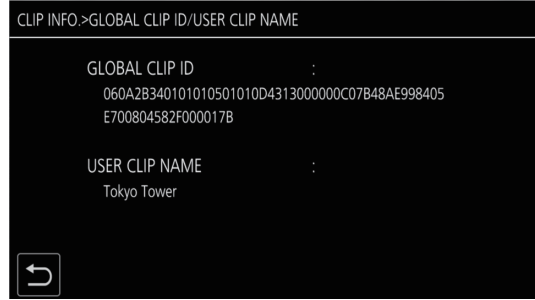 CLIP INFO.>GLOBAL CLIP ID/USER CLIP NAME
GLOBAL CLIP ID :
060A2B340101010501010D4313000000C07B48AE998405
E700804582F000017B
USER CLIP NAME :
Tokyo Tower